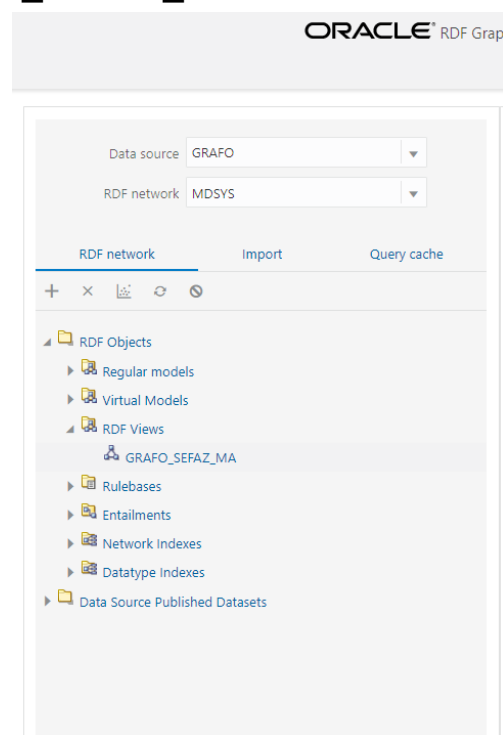 ORACLE® RDF Grap
Data source GRAFO
RDF network MDSYS
RDF network Import Query cache
RDF Objects
Regular models
Virtual Models
RDF Views
GRAFO_SEFAZ_MA
Rulebases
Entailments
Network Indexes
Datatype Indexes
Data Source Published Datasets